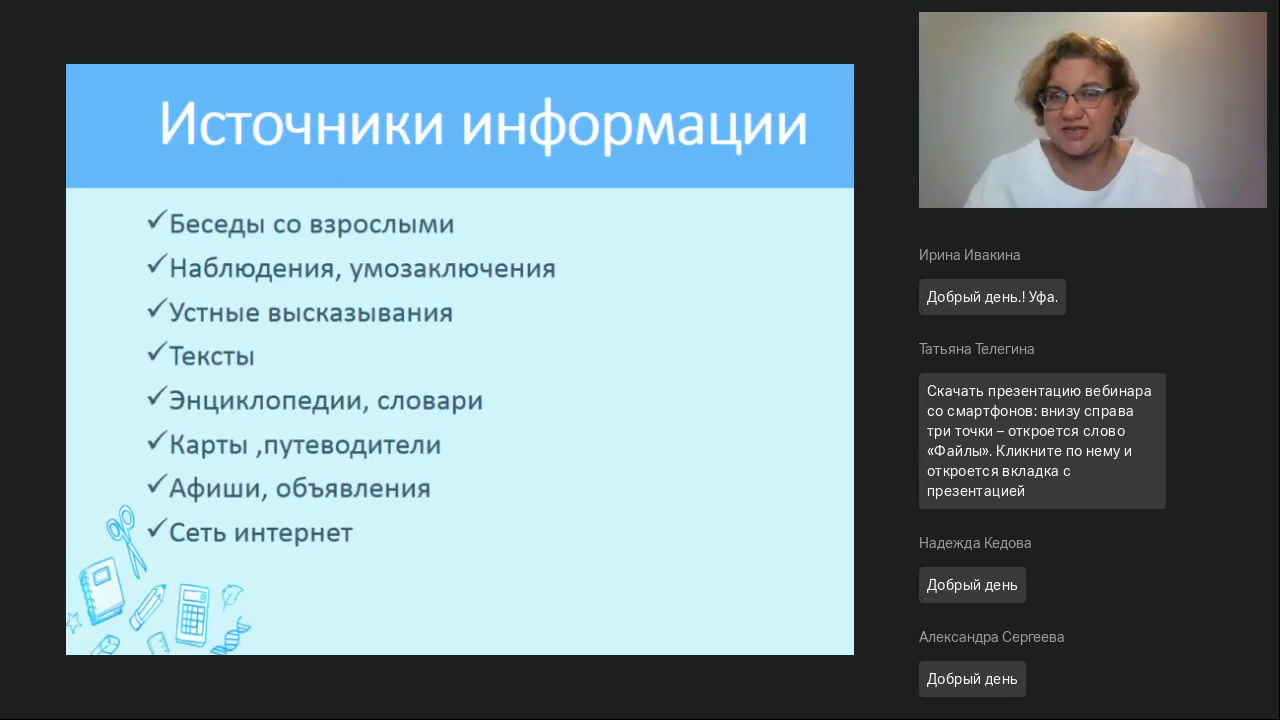 Источники информации
Беседы со взрослыми
Наблюдения, умозаключения
Устные высказывания
Тексты
Энциклопедии, словари
Карты ,путеводители
Афиши, объявления
Сеть интернет
Ирина Ивакина
Добрый день.! Уфа.
Татьяна Телегина
Скачать презентацию вебинара
со смартфонов: внизу справа
три точки – откроется слово
«Файлы». Кликните по нему и
откроется вкладка с
презентацией
Надежда Кедова
Добрый день
Александра Сергеева
Добрый день